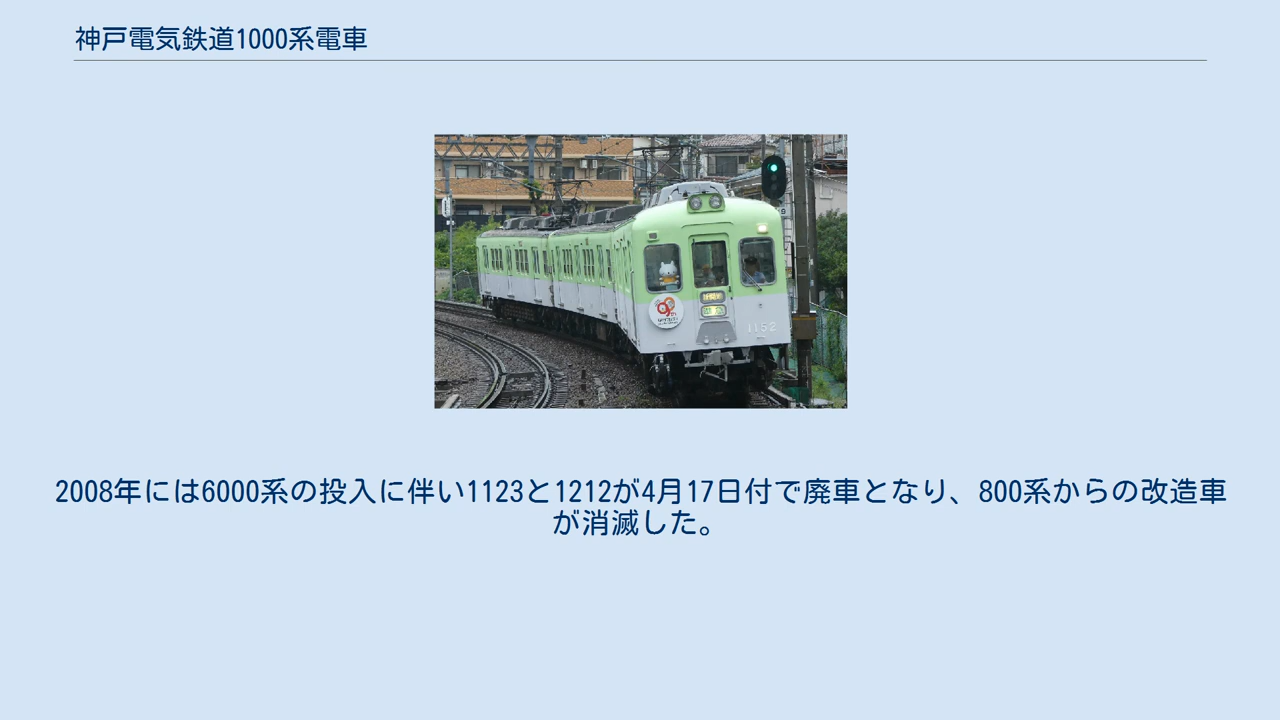 神戸電気鉄道1000系電車
1152
2008年には6000系の投入に伴い1123と1212が4月17日付で廃車となり、800系からの改造車
が消滅した。